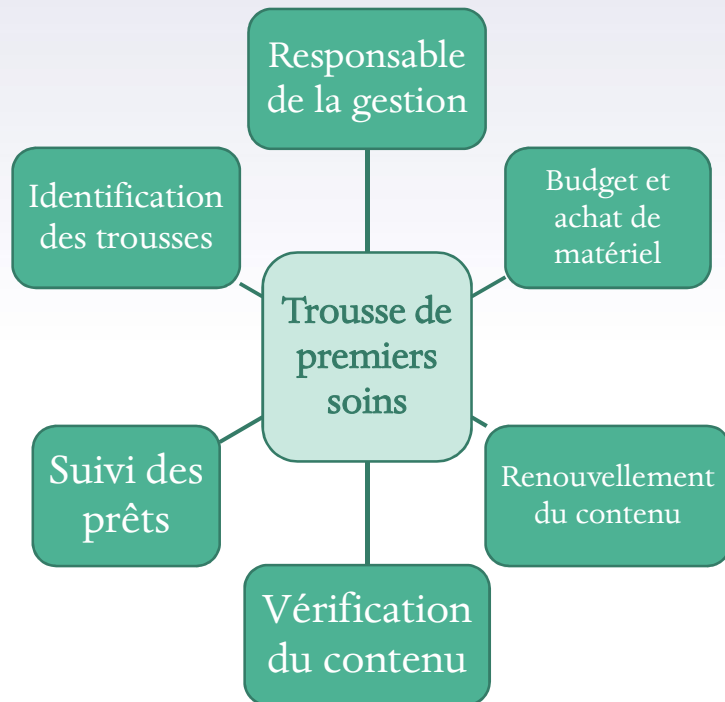 Responsable
de la gestion
Identification
des trousses
Budget et
achat de
matériel
Trousse de
premiers
soins
Suivi des
prêts
Renouvellement
du contenu
Vérification
du contenu